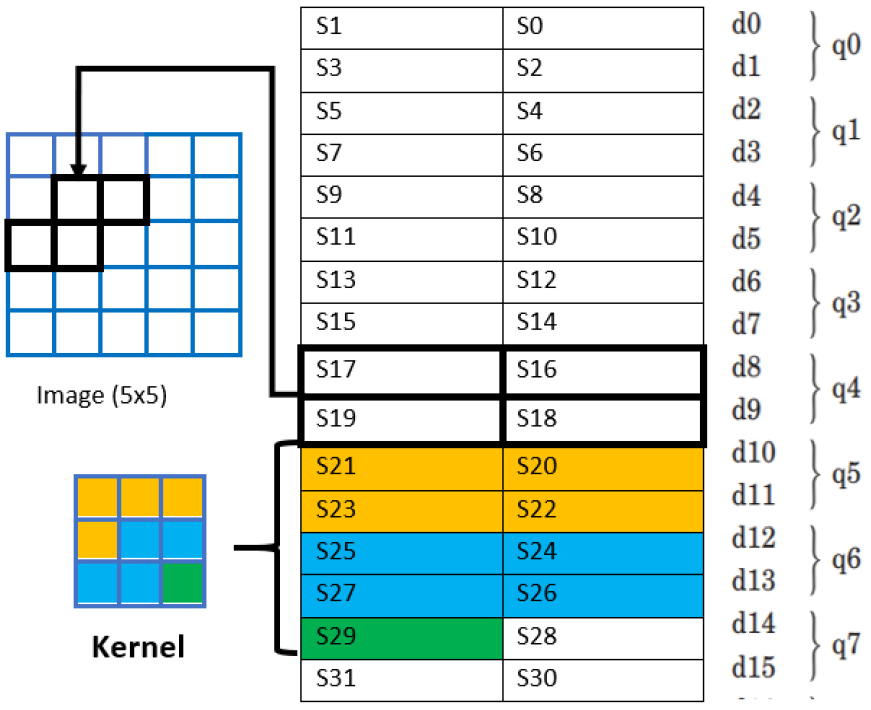 S1 S0 d0
q0
S3 S2 d1
S5 S4 d2
q1
S7 S6 d3
S9 S8 d4
q2
S11 S10 d5
S13 S12 d6
q3
S15 S14 d7
S17 S16 d8
Image (5x5) q4
S19 S18 d9
S21 S20 d10
q5
S23 S22 d11
S25 S24 d12
q6
S27 S26 d13
S29 S28 d14
Kernel q7
S31 S30 d15